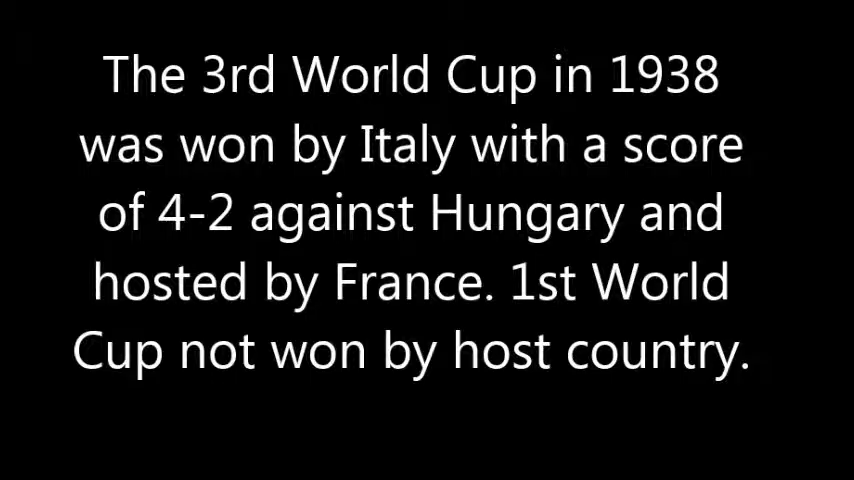 The 3rd World Cup in 1938
was won by Italy with a score
of 4-2 against Hungary and
hosted by France. 1st World
Cup not won by host country.